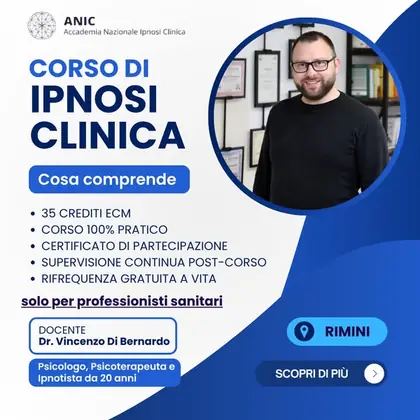 ANIC
Accademia Nazionale Ipnosi Clinica
CORSO DI
IPNOSI
CLINICA
Cosa comprende
• 35 CREDITI ECM
• CORSO 100% PRATICO
• CERTIFICATO DI PARTECIPAZIONE
• SUPERVISIONE CONTINUA POST-CORSO
• RIFREQUENZA GRATUITA A VITA
solo per professionisti sanitari
DOCENTE
Dr. Vincenzo Di Bernardo
Psicologo, Psicoterapeuta e
Ipnotista da 20 anni
RIMINI
SCOPRI DI PIÙ